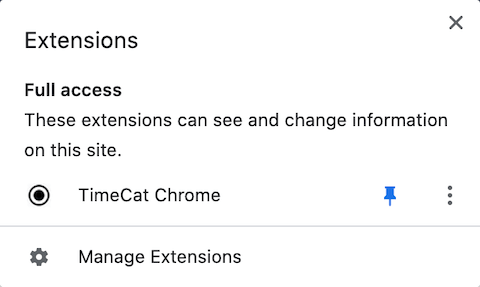 Extensions
Full access
These extensions can see and change information
on this site.
TimeCat Chrome
Manage Extensions